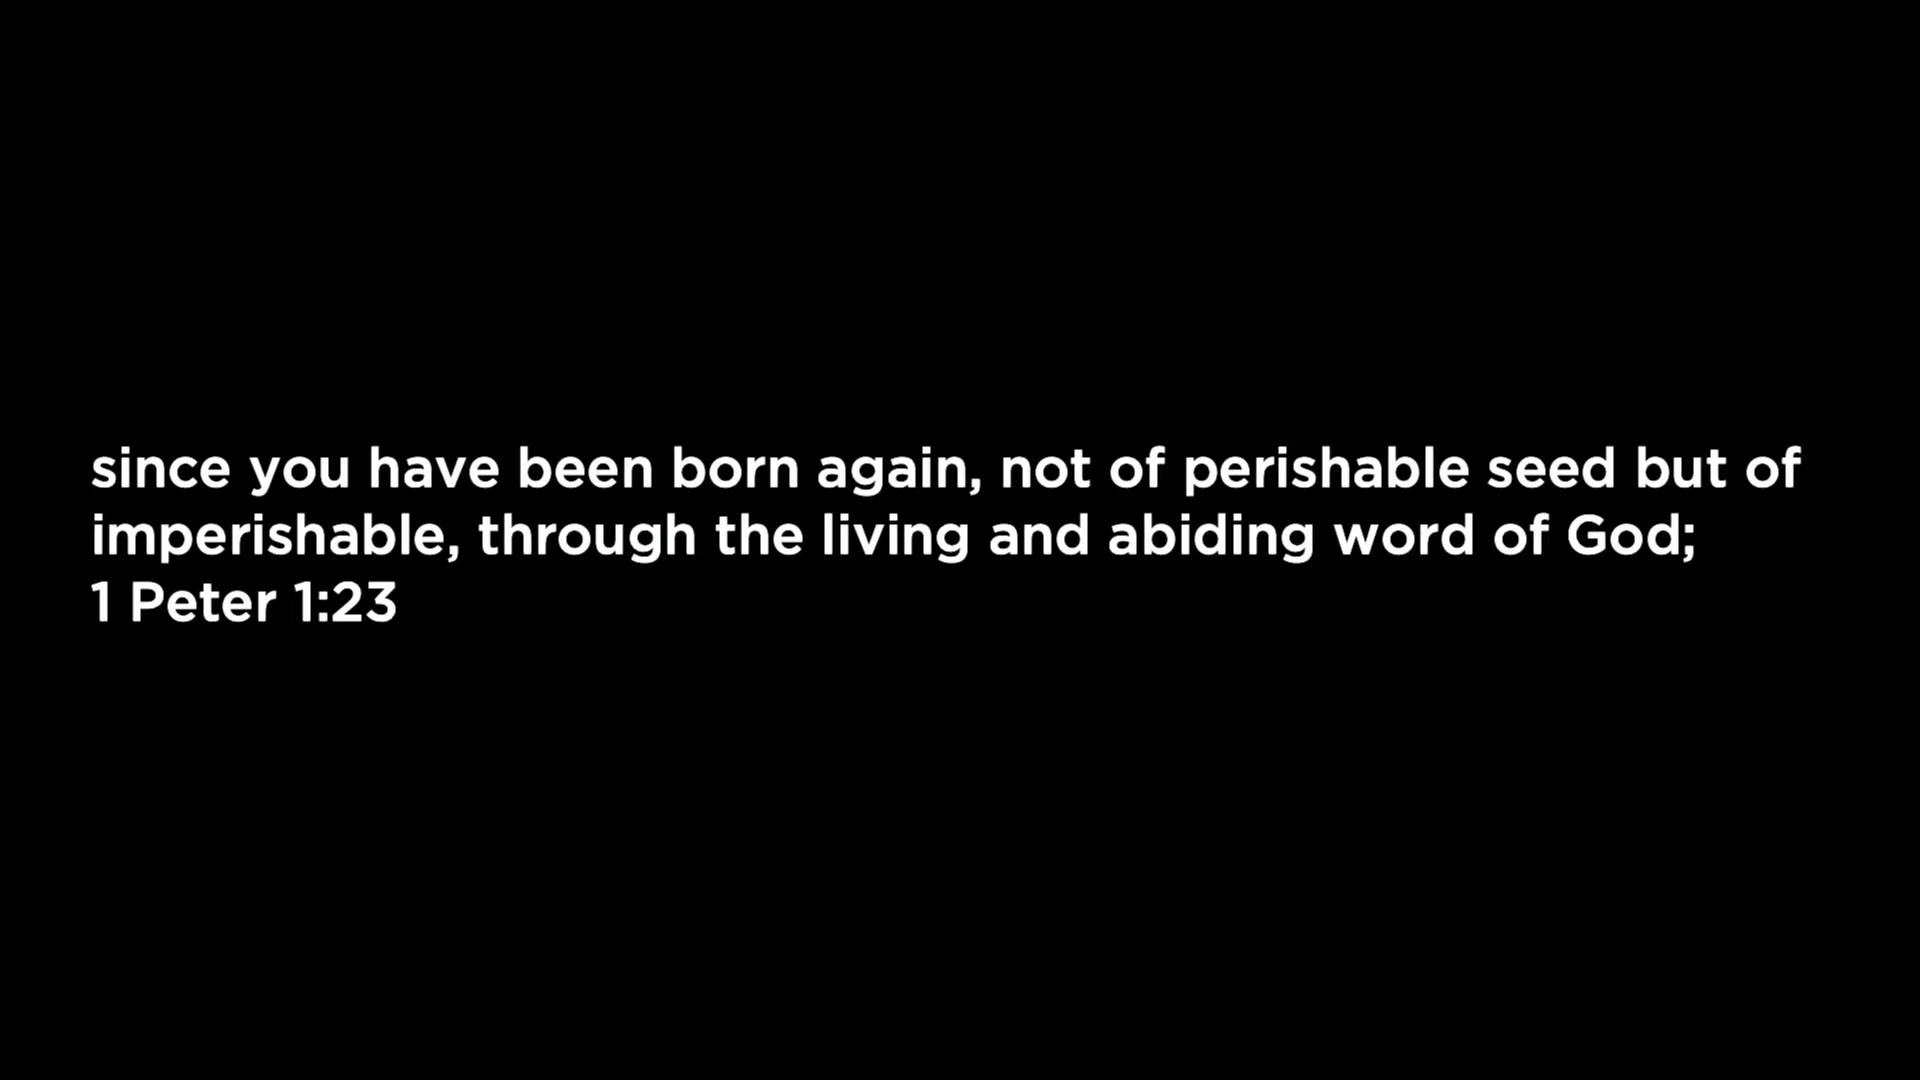 since you have been born again, not of perishable seed but of
imperishable, through the living and abiding word of God;
1 Peter 1:23